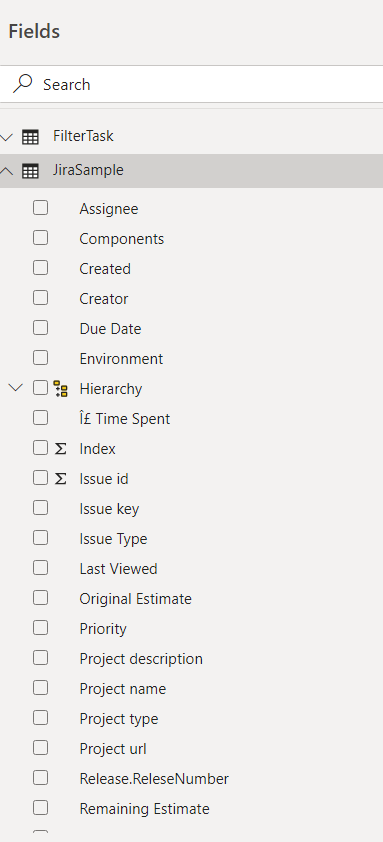 Fields
Search
FilterTask
JiraSample
Assignee
Components
Created
Creator
Due Date
Environment
Hierarchy
Î£ Time Spent
Index
Issue id
Issue key
Issue Type
Last Viewed
Original Estimate
Priority
Project description
Project name
Project type
Project url
Release.ReleseNumber
Remaining Estimate